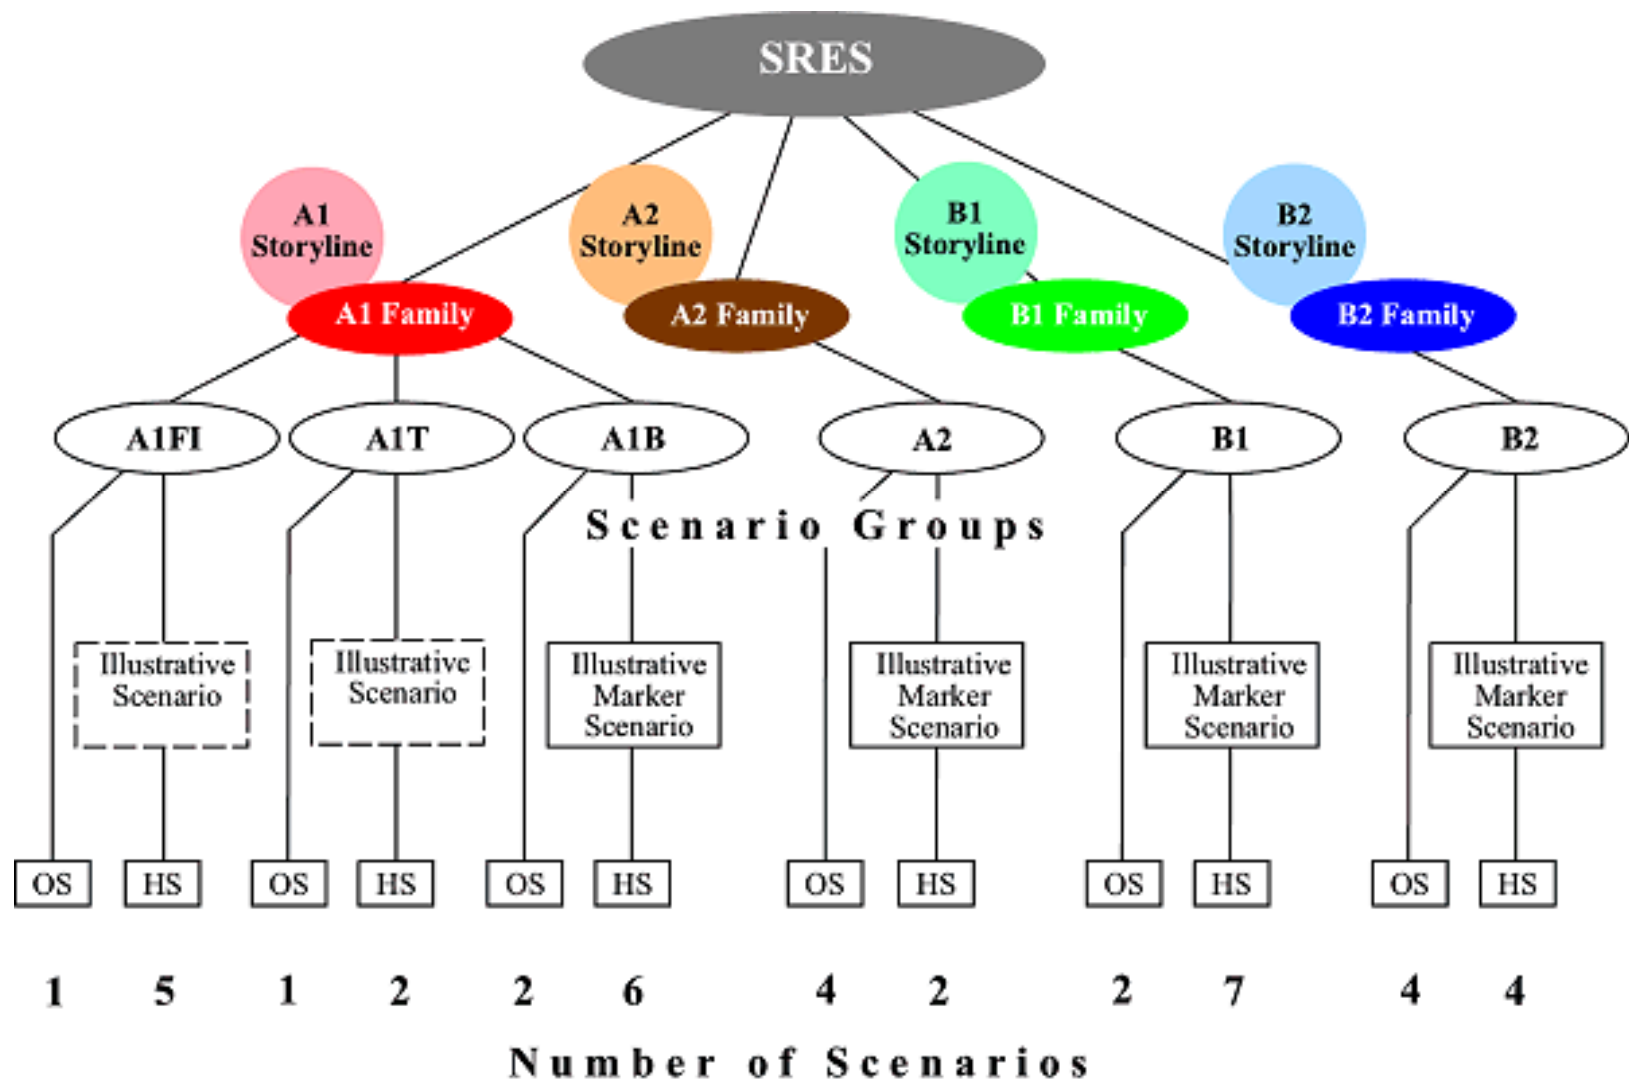 SRES
A1
Storyline
A2
Storyline
B1
Storyline
B2
Storyline
A1 Family
A2 Family
B1 Family
B2 Family
A1FI
A1T
A1B
A2
B1
B2
Scenario Groups
Illustrative
Scenario
Illustrative
Scenario
Illustrative
Marker
Scenario
Illustrative
Marker
Scenario
Illustrative
Marker
Scenario
Illustrative
Marker
Scenario
OS HS OS HS OS HS OS HS OS HS OS HS
1 5 1 2 2 6 4 2 2 7 4 4
Number of Scenarios